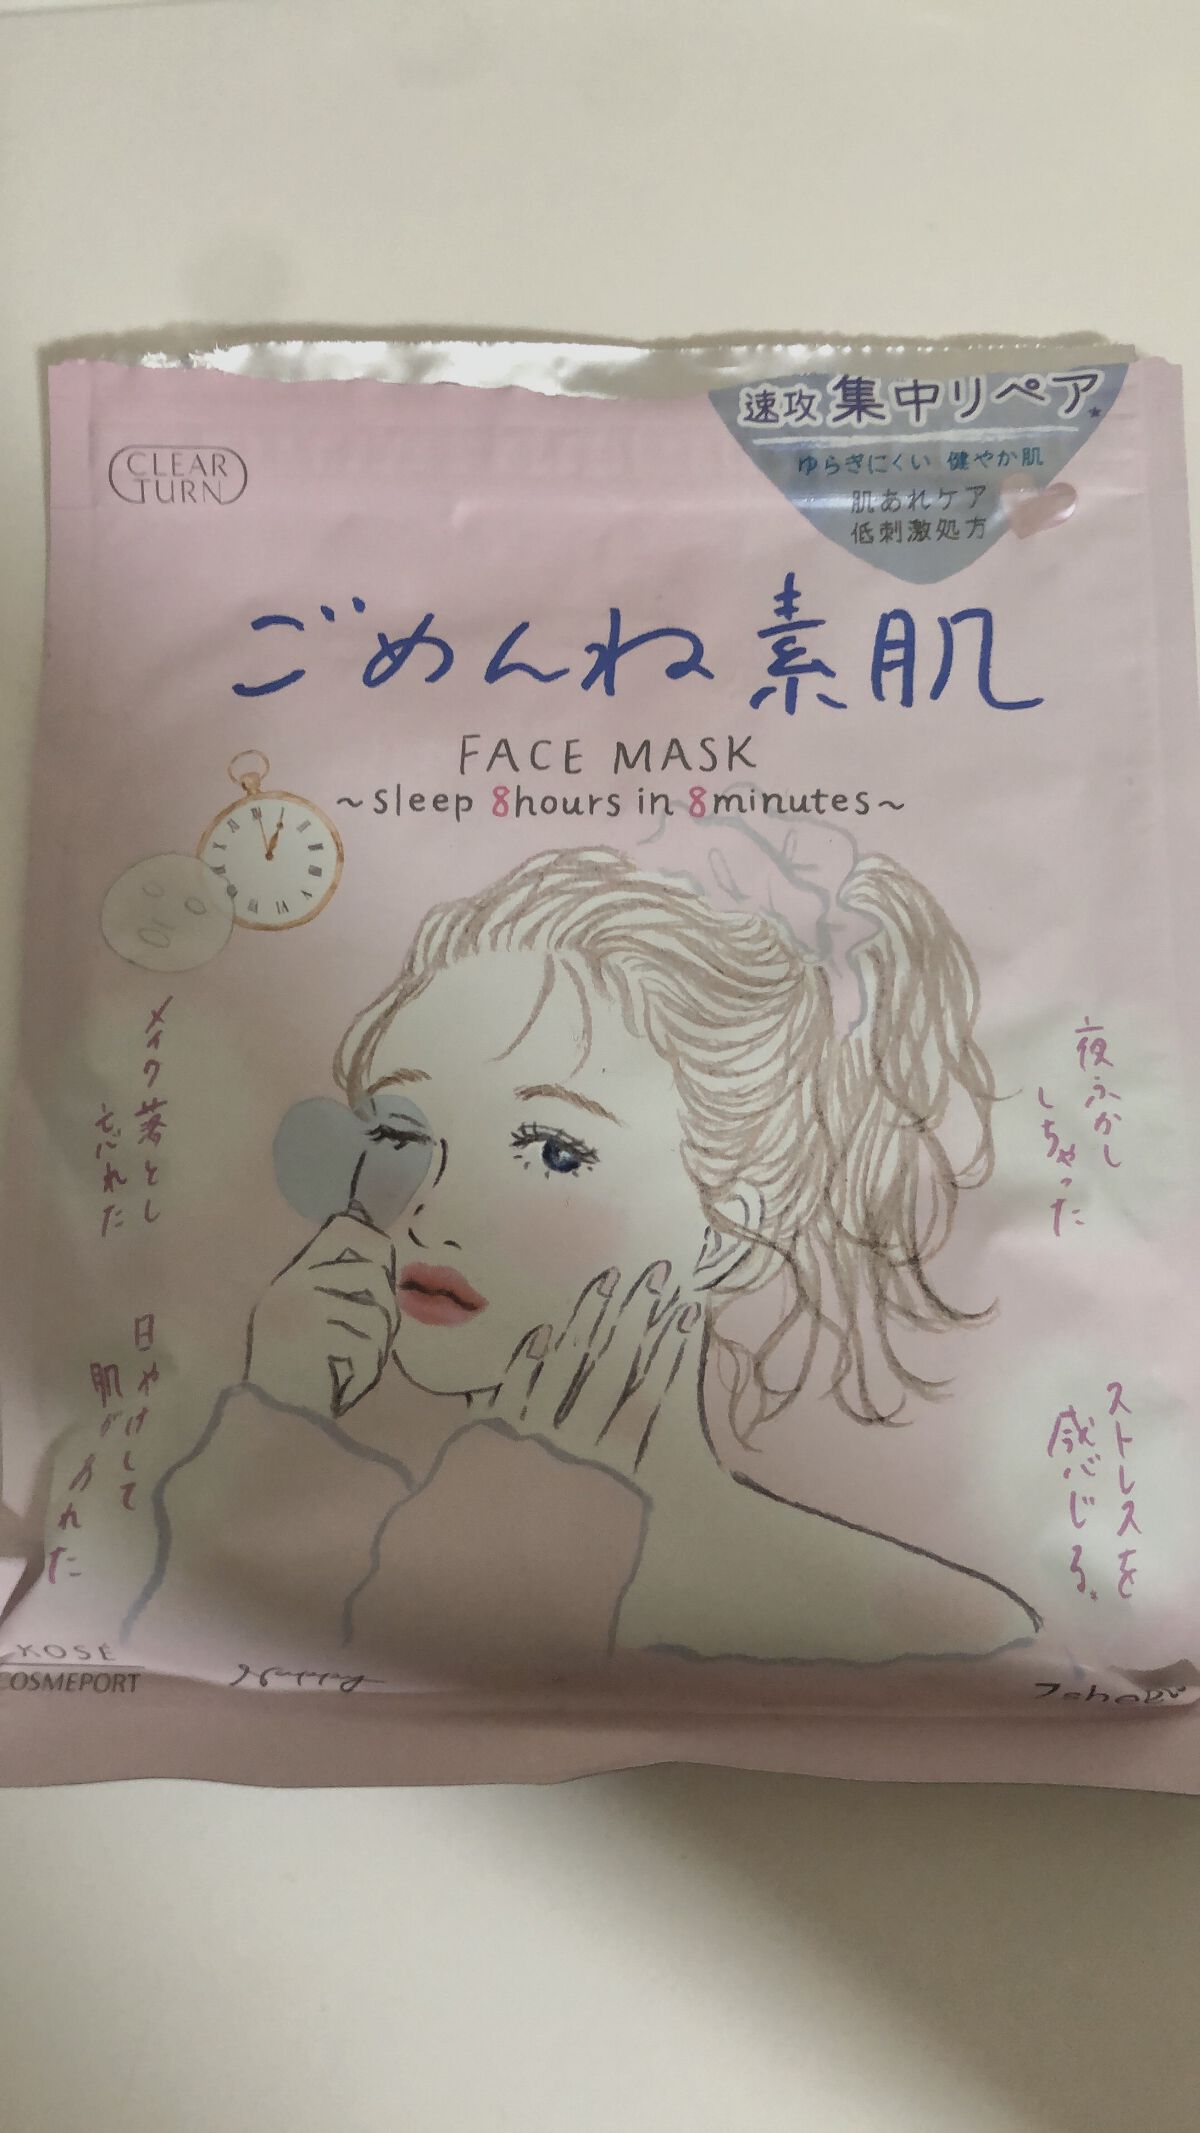 速攻 集中リペア*
ゆらぎにくい 健やか肌
肌あれケア
低刺激処方
CLEAR
TURN
ごめんね素肌
FACE MASK
~sleep 8hours in 8minutes~
メイク落とし
忘れた
夜ふかし
しちゃった
日やけして
肌があれた
ストレスを
感じる。
KOSÉ
COSMEPORT